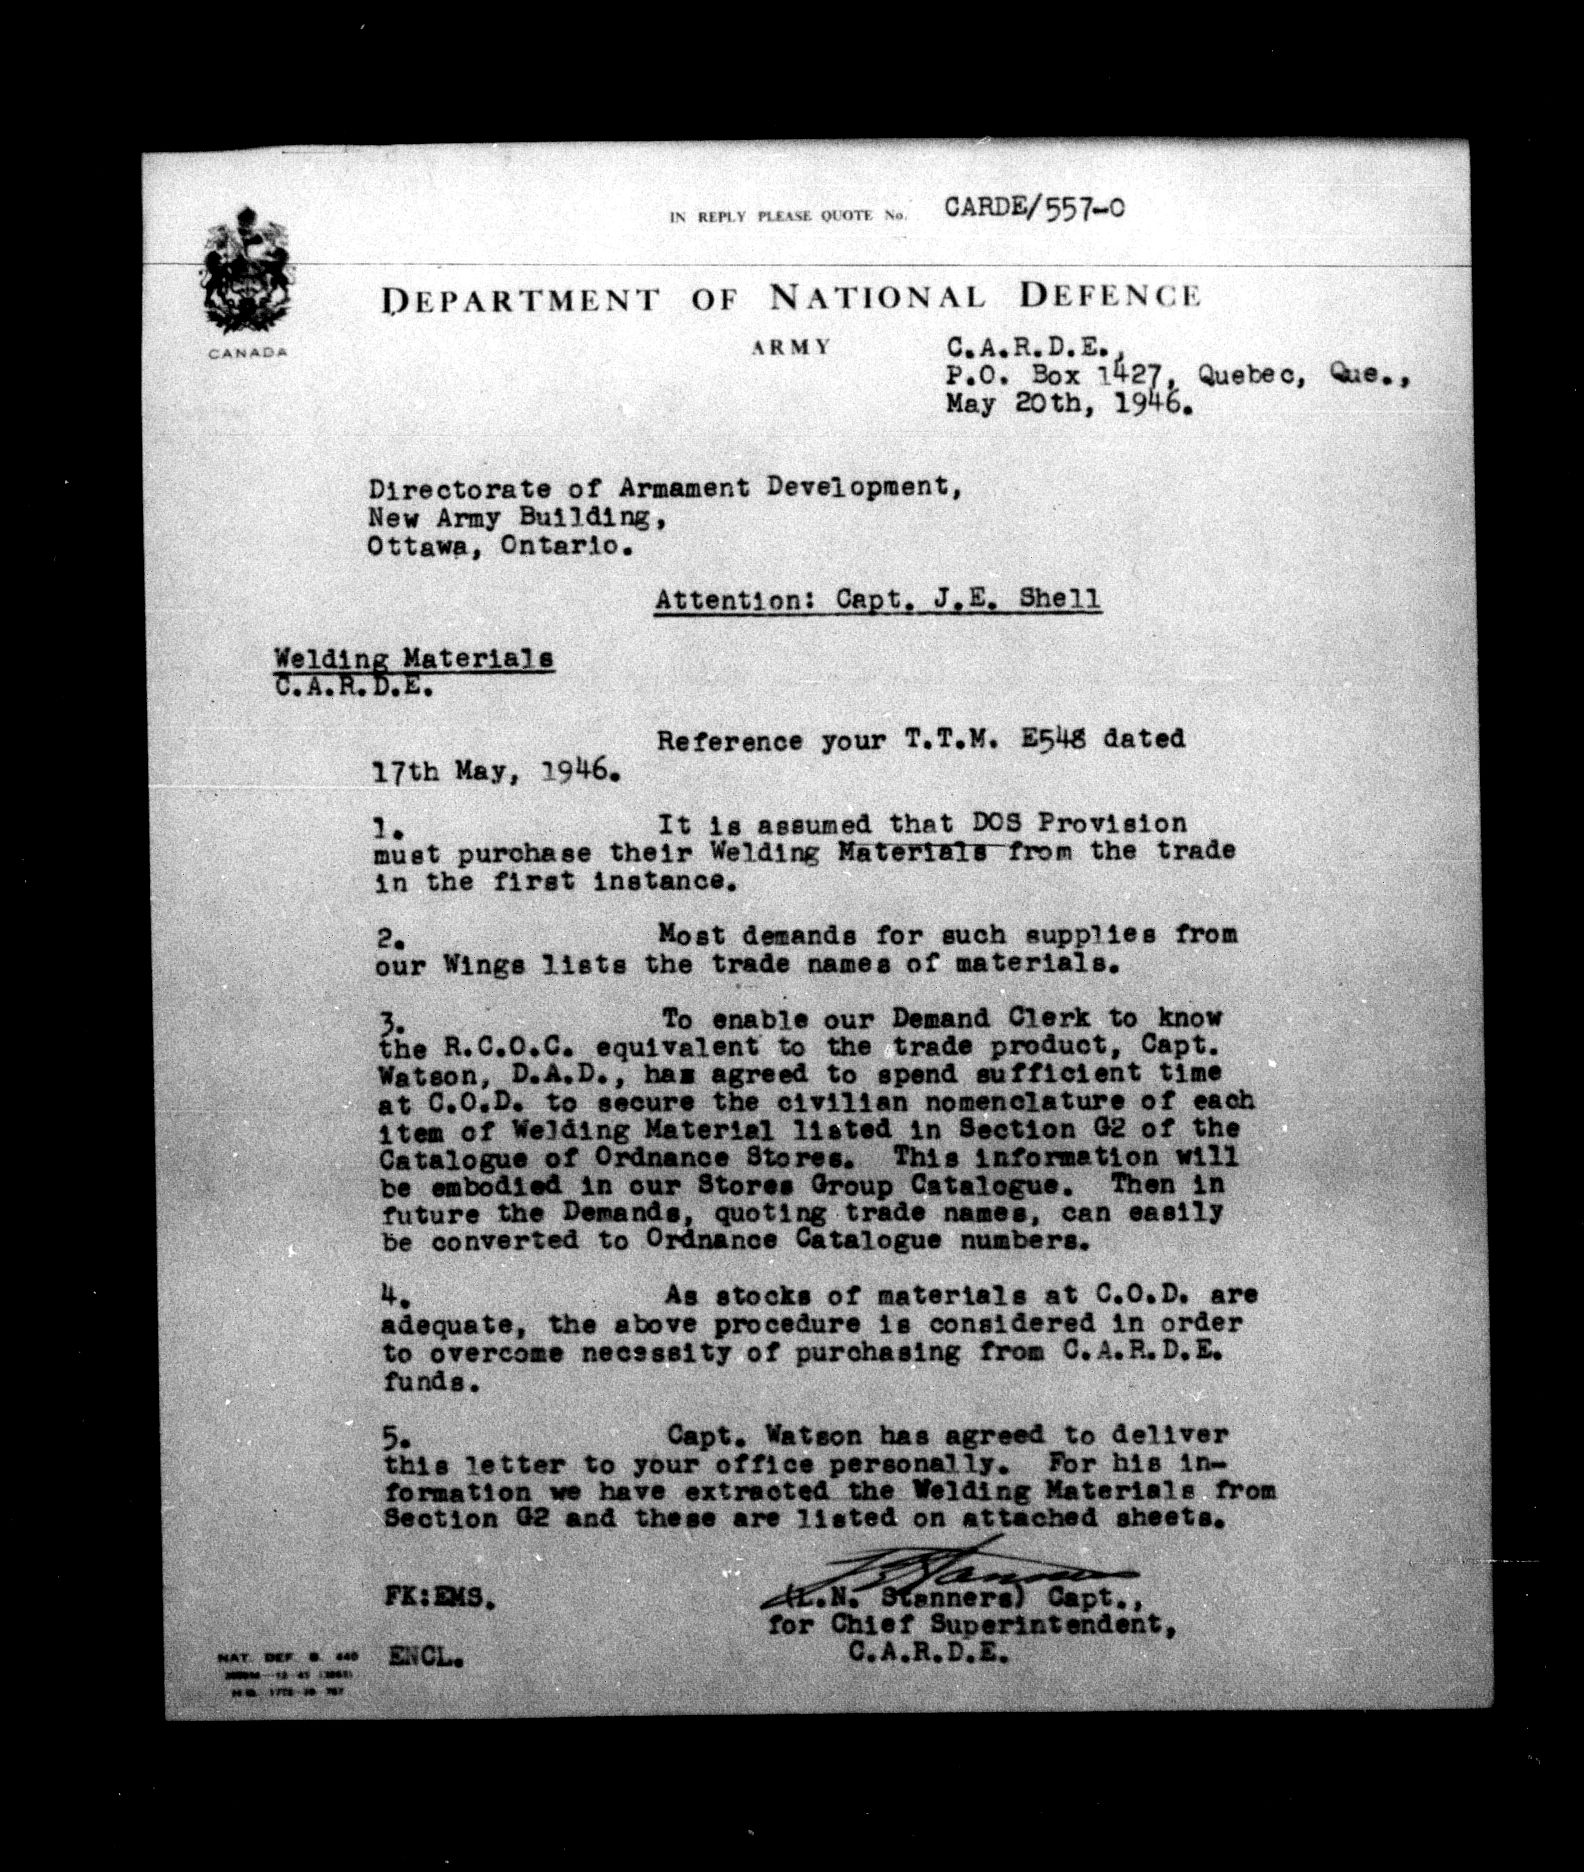 IN REPLY PLEASE QUOTE No. CARDE/557-0
CANADA
DEPARTMENT OF NATIONAL DEFENCE
ARMY
C.A.R.D.E.,
P.O. Box 1427, Quebec, Que.,
May 20th, 1946.
Directorate of Armament Development,
New Army Building,
Ottawa, Ontario.
Attention: Capt. J.E. Shell
Welding Materials
C.A.R.D.E.
Reference your T.T.M. E548 dated
17th May, 1946.
1. It is assumed that DOS Provision
must purchase their Welding Materials from the trade
in the first instance.
2. Most demands for such supplies from
our Wings lists the trade names of materials.
3. To enable our Demand Clerk to know
the R.C.O.C. equivalent to the trade product, Capt.
Watson, D.A.D., has agreed to spend sufficient time
at C.O.D. to secure the civilian nomenclature of each
item of Welding Material listed in Section G2 of the
Catalogue of Ordnance Stores. This information will
be embodied in our Stores Group Catalogue. Then in
future the Demands, quoting trade names, can easily
be converted to Ordnance Catalogue numbers.
4. As stocks of materials at C.O.D. are
adequate, the above procedure is considered in order
to overcome necessity of purchasing from C.A.R.D.E.
funds.
5. Capt. Watson has agreed to deliver
this letter to your office personally. For his in-
formation we have extracted the Welding Materials from
Section G2 and these are listed on attached sheets.
FK:EMS.
(L.N. Stanners) Capt.,
for Chief Superintendent,
C.A.R.D.E.
ENCL.
NAT. DEF. B.